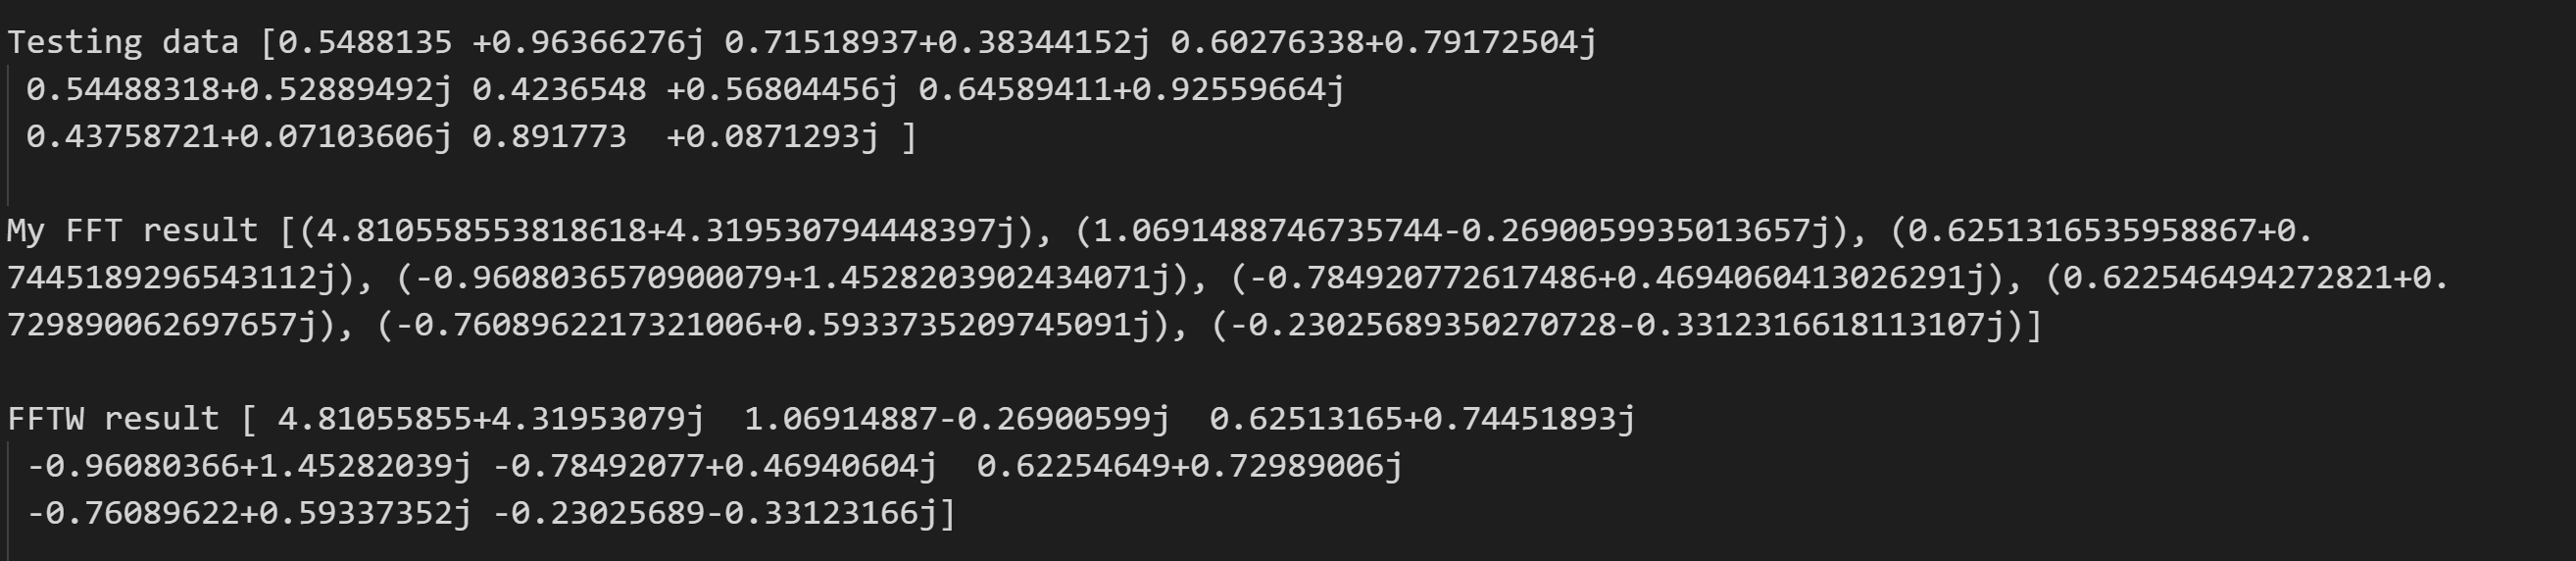 Testing data [0.5488135 +0.96366276j 0.71518937+0.38344152j 0.60276338+0.79172504j
 0.54488318+0.52889492j 0.4236548 +0.56804456j 0.64589411+0.92559664j
 0.43758721+0.07103606j 0.891773  +0.0871293j ]
My FFT result [(4.810558553818618+4.319530794448397j), (1.0691488746735744-0.2690059935013657j), (0.6251316535958867+0.
7445189296543112j), (-0.9608036570900079+1.4528203902434071j), (-0.784920772617486+0.4694060413026291j), (0.622546494272821+0.
729890062697657j), (-0.7608962217321006+0.5933735209745091j), (-0.23025689350270728-0.3312316618113107j)]
FFTW result [ 4.81055855+4.31953079j  1.06914887-0.26900599j  0.62513165+0.74451893j
 -0.96080366+1.45282039j -0.78492077+0.46940604j  0.62254649+0.72989006j
 -0.76089622+0.59337352j -0.23025689-0.33123166j]